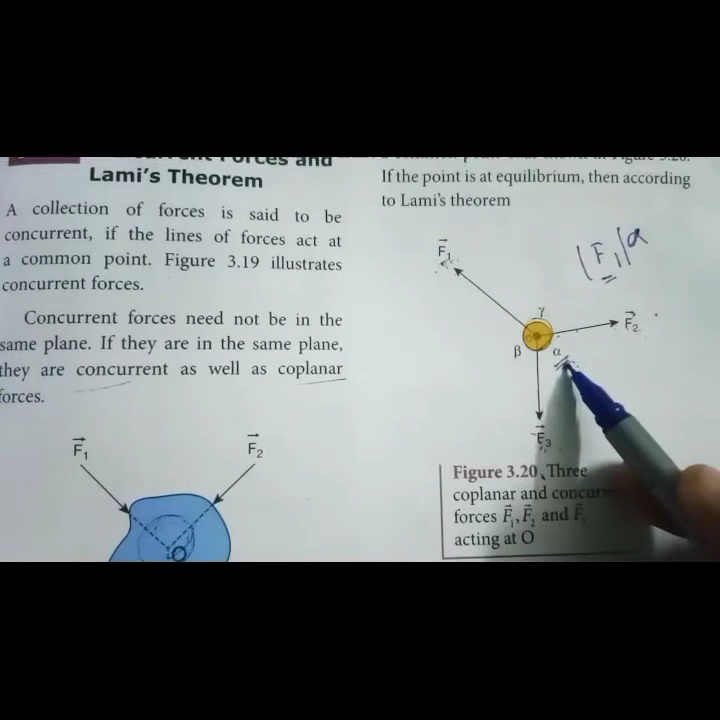 Forces and
Lami's Theorem
A collection of forces is said to be
concurrent, if the lines of forces act at
a common point. Figure 3.19 illustrates
concurrent forces.
Concurrent forces need not be in the
same plane. If they are in the same plane,
they are concurrent as well as coplanar
forces.
F⃗₁
F⃗₂
O
If the point is at equilibrium, then according
to Lami's theorem
|F₁| α
F⃗₁
γ
F⃗₂
β α
F⃗₃
Figure 3.20 Three
coplanar and
forces F⃗₁, F⃗₂ and F⃗
acting at O